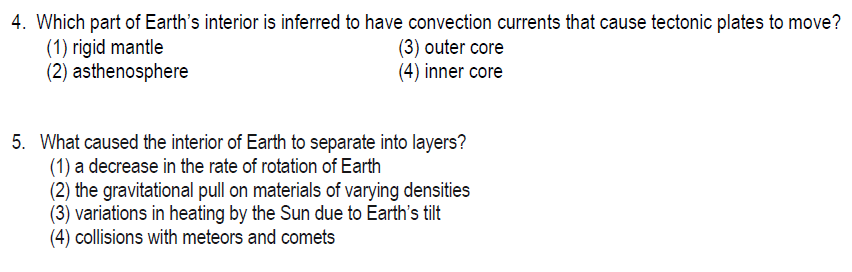 4. Which part of Earth's interior is inferred to have convection currents that cause tectonic plates to move?
(1) rigid mantle (3) outer core
(2) asthenosphere (4) inner core
5. What caused the interior of Earth to separate into layers?
(1) a decrease in the rate of rotation of Earth
(2) the gravitational pull on materials of varying densities
(3) variations in heating by the Sun due to Earth's tilt
(4) collisions with meteors and comets